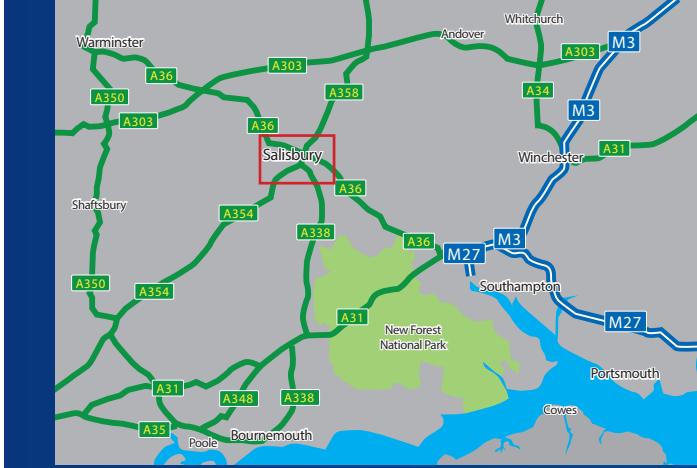 Whitchurch
Andover
Warminster
M3
A303
A303
A36
A358
A34
A350
M3
A303
A36
A31
Salisbury
Winchester
A36
Shaftsbury
A354
A338
A36
M3
M27
A350
A354
Southampton
A31
M27
New Forest
National Park
Portsmouth
A31
A348
A338
Cowes
A35
Poole
Bournemouth